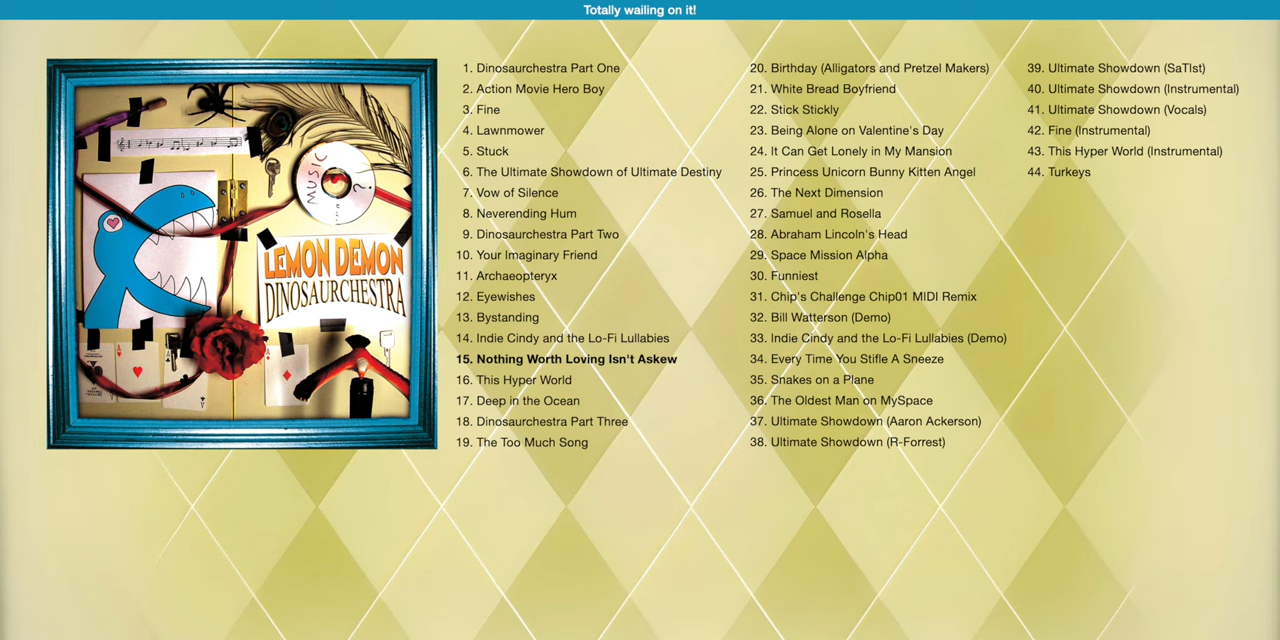 Totally wailing on it!
MUSIC
LEMON DEMON
DINOSAURCHESTRA
1. Dinosaurchestra Part One
2. Action Movie Hero Boy
3. Fine
4. Lawnmower
5. Stuck
6. The Ultimate Showdown of Ultimate Destiny
7. Vow of Silence
8. Neverending Hum
9. Dinosaurchestra Part Two
10. Your Imaginary Friend
11. Archaeopteryx
12. Eyewishes
13. Bystanding
14. Indie Cindy and the Lo-Fi Lullabies
15. Nothing Worth Loving Isn't Askew
16. This Hyper World
17. Deep in the Ocean
18. Dinosaurchestra Part Three
19. The Too Much Song
20. Birthday (Alligators and Pretzel Makers)
21. White Bread Boyfriend
22. Stick Stickly
23. Being Alone on Valentine's Day
24. It Can Get Lonely in My Mansion
25. Princess Unicorn Bunny Kitten Angel
26. The Next Dimension
27. Samuel and Rosella
28. Abraham Lincoln's Head
29. Space Mission Alpha
30. Funniest
31. Chip's Challenge Chip01 MIDI Remix
32. Bill Watterson (Demo)
33. Indie Cindy and the Lo-Fi Lullabies (Demo)
34. Every Time You Stifle A Sneeze
35. Snakes on a Plane
36. The Oldest Man on MySpace
37. Ultimate Showdown (Aaron Ackerson)
38. Ultimate Showdown (R-Forrest)
39. Ultimate Showdown (SaTIst)
40. Ultimate Showdown (Instrumental)
41. Ultimate Showdown (Vocals)
42. Fine (Instrumental)
43. This Hyper World (Instrumental)
44. Turkeys